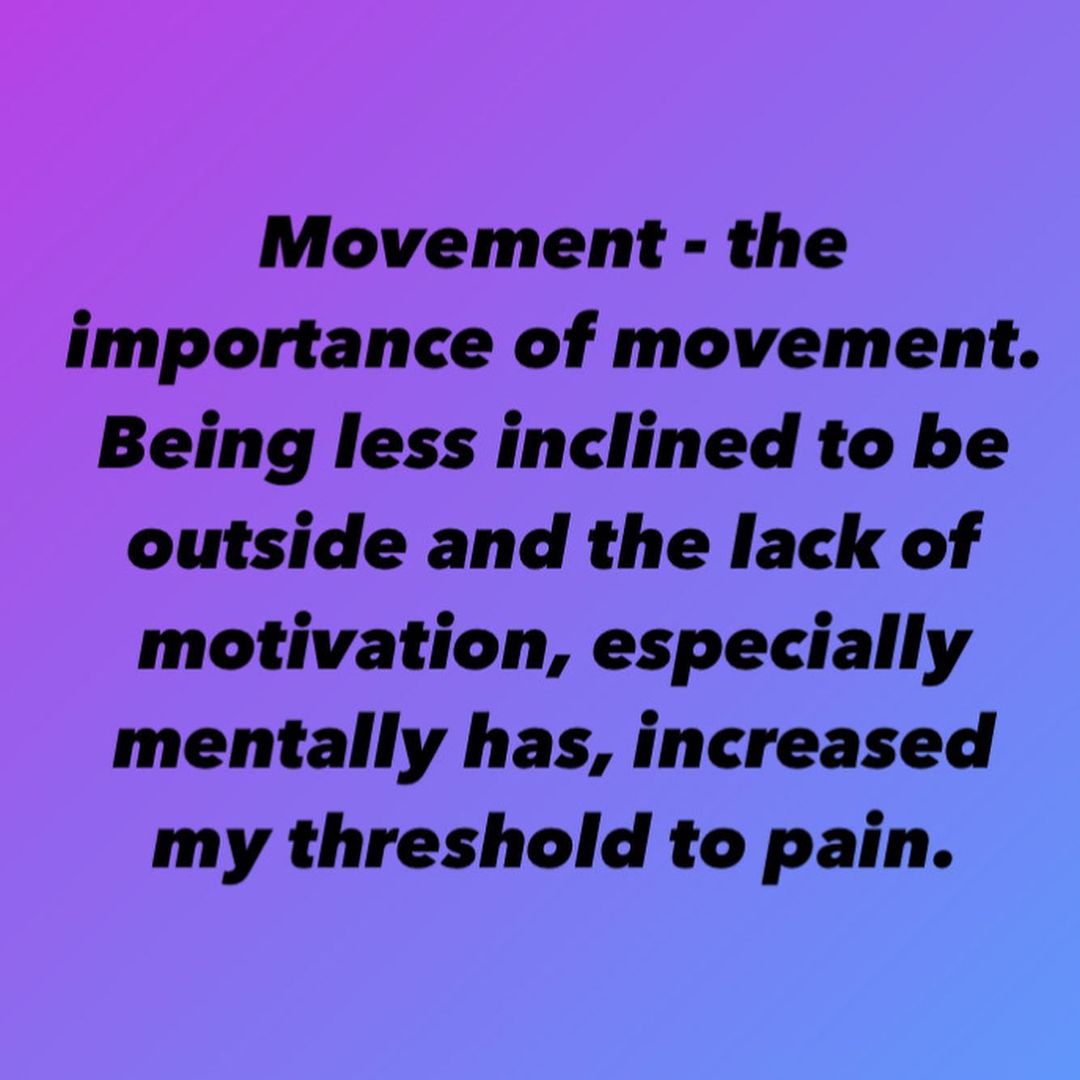 Movement - the
importance of movement.
Being less inclined to be
outside and the lack of
motivation, especially
mentally has, increased
my threshold to pain.